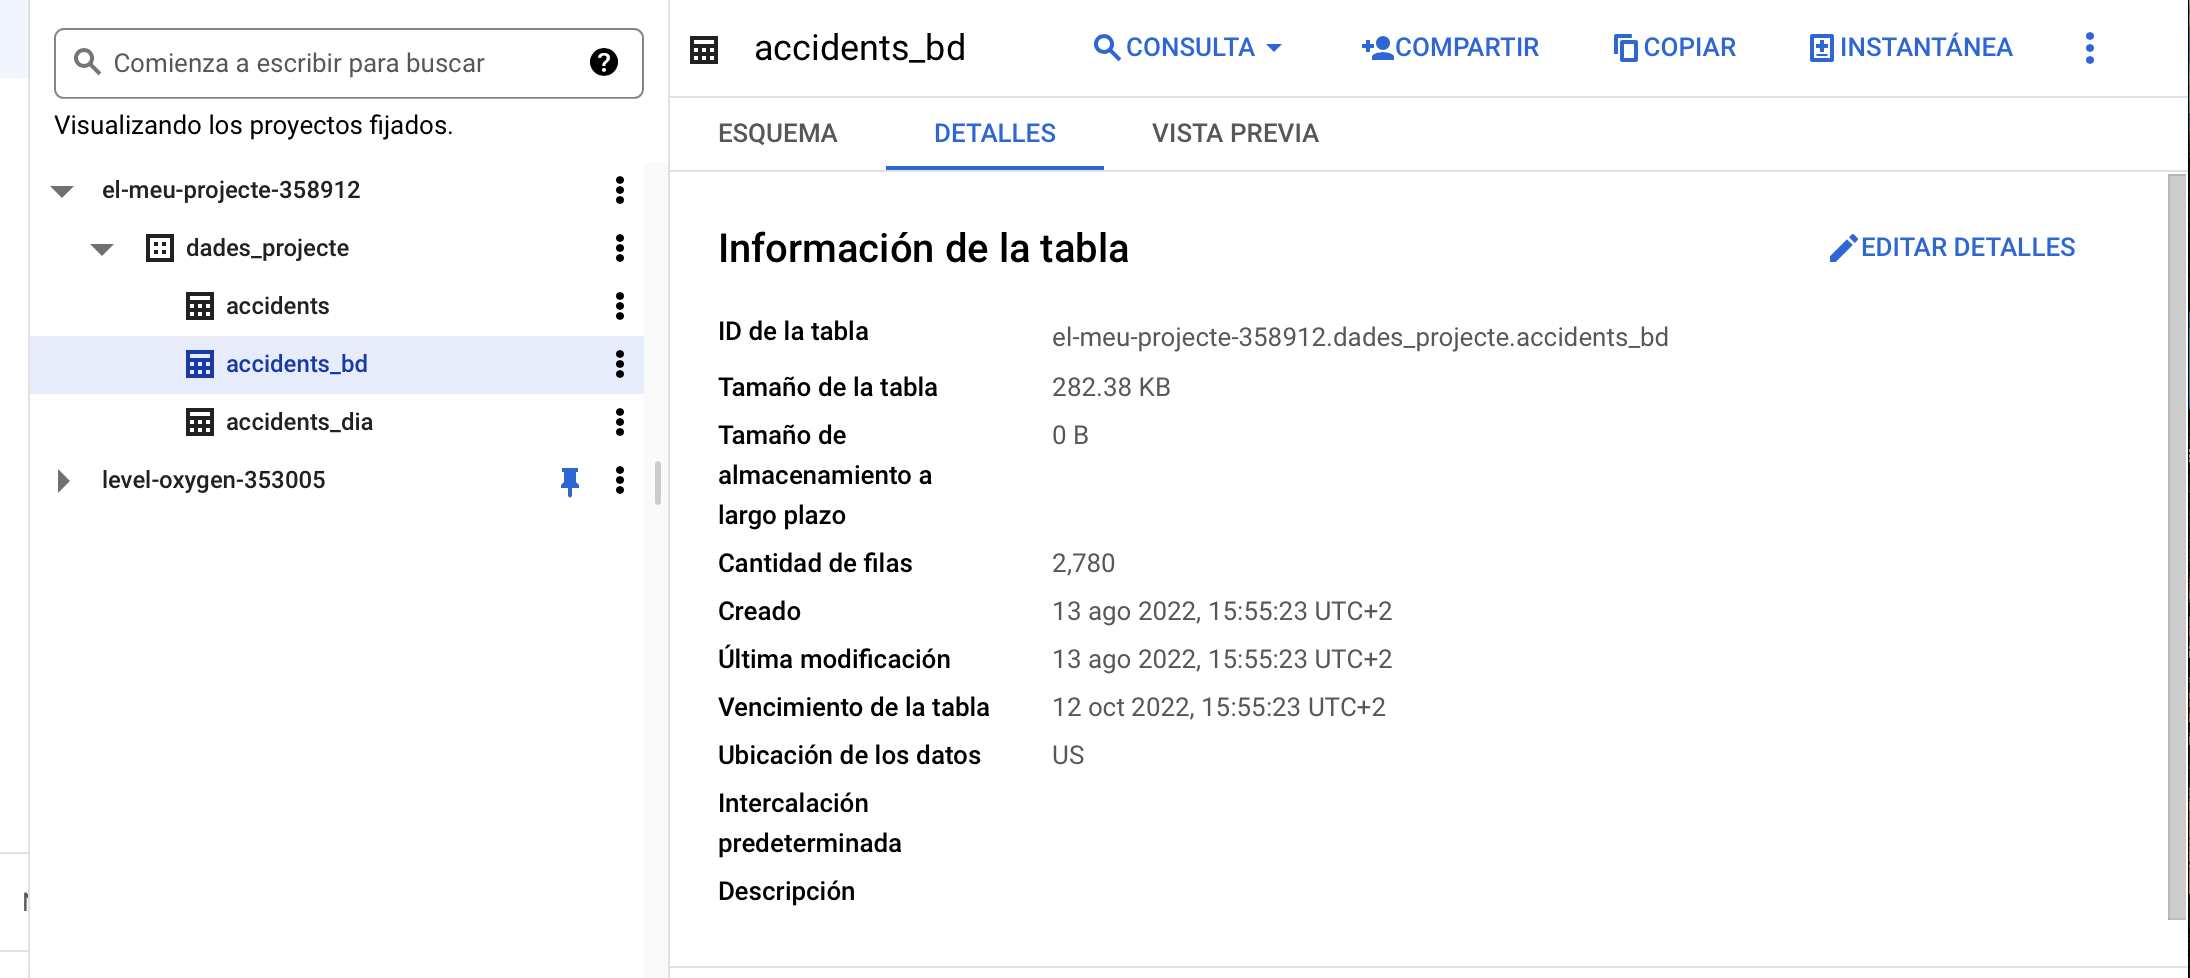 Comienza a escribir para buscar
Visualizando los proyectos fijados.
el-meu-projecte-358912
dades_projecte
accidents
accidents_bd
accidents_dia
level-oxygen-353005
accidents_bd
CONSULTA
COMPARTIR
COPIAR
INSTANTÁNEA
ESQUEMA
DETALLES
VISTA PREVIA
Información de la tabla
EDITAR DETALLES
ID de la tabla
el-meu-projecte-358912.dades_projecte.accidents_bd
Tamaño de la tabla
282.38 KB
Tamaño de
almacenamiento a
largo plazo
0 B
Cantidad de filas
2,780
Creado
13 ago 2022, 15:55:23 UTC+2
Última modificación
13 ago 2022, 15:55:23 UTC+2
Vencimiento de la tabla
12 oct 2022, 15:55:23 UTC+2
Ubicación de los datos
US
Intercalación
predeterminada
Descripción